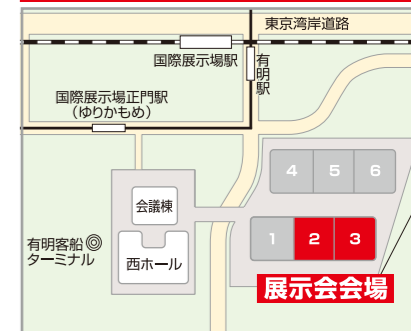 東京湾岸道路
国際展示場駅
有明駅
国際展示場正門駅
（ゆりかもめ）
4 5 6
会議棟
1 2 3
有明客船
ターミナル
西ホール
展示会会場